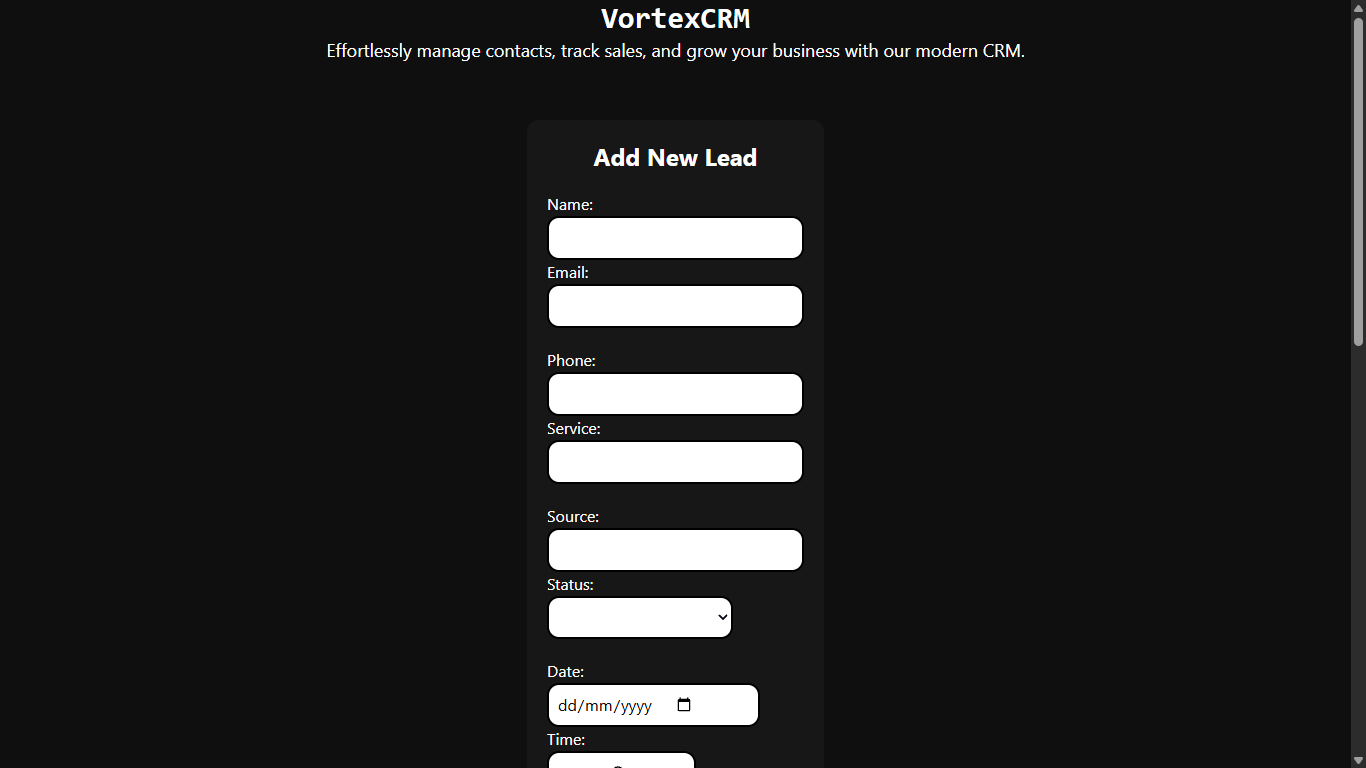 VortexCRM
Effortlessly manage contacts, track sales, and grow your business with our modern CRM.
Add New Lead
Name:
Email:
Phone:
Service:
Source:
Status:
Date:
dd/mm/yyyy
Time: